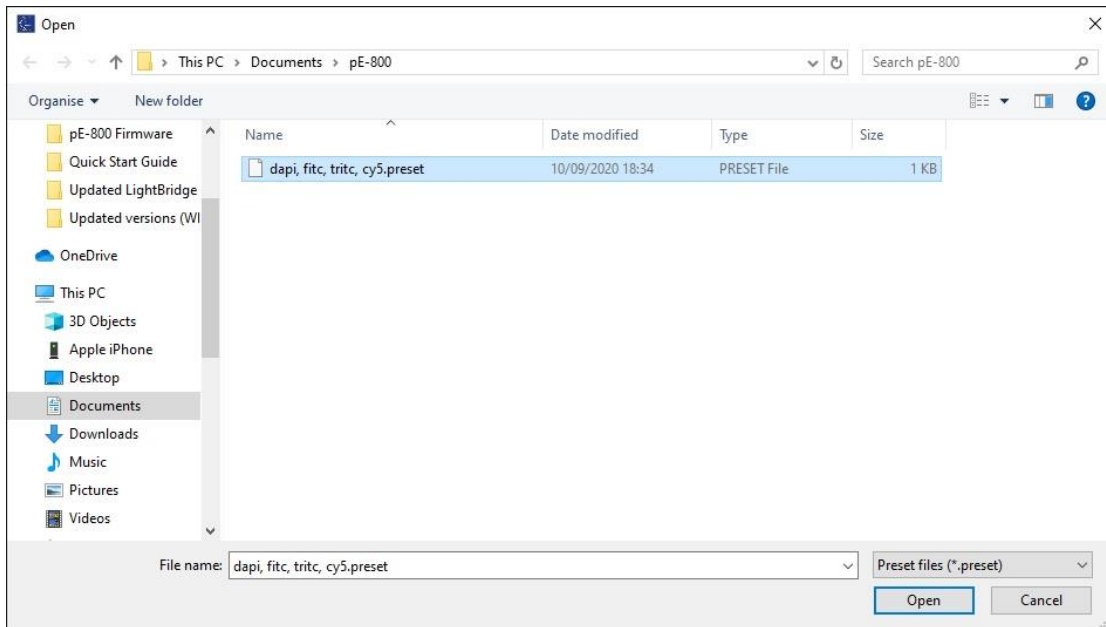 Open
This PC > Documents > pE-800
Search pE-800
Organise
New folder
pE-800 Firmware
Quick Start Guide
Updated LightBridge
Updated versions (WI
OneDrive
This PC
3D Objects
Apple iPhone
Desktop
Documents
Downloads
Music
Pictures
Videos
Name Date modified Type Size
dapi, fitc, tritc, cy5.preset 10/09/2020 18:34 PRESET File 1 KB
File name: dapi, fitc, tritc, cy5.preset Preset files (*.preset)
Open Cancel